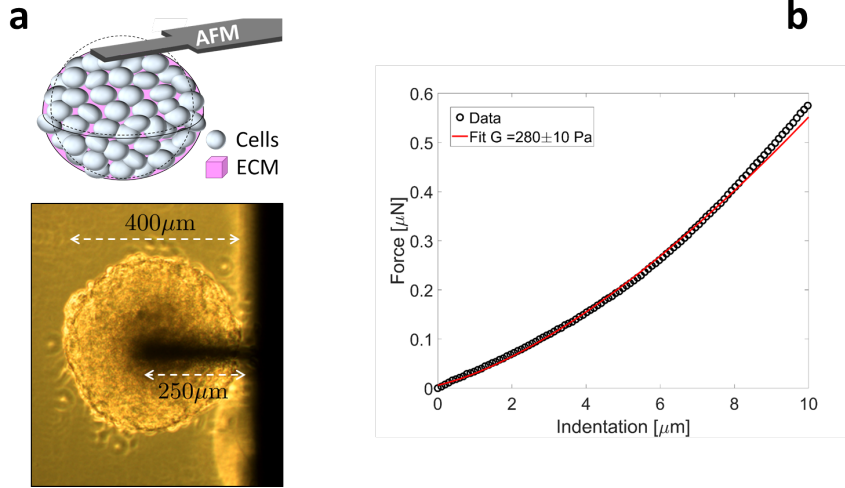 a
AFM
Cells
ECM
400μm
250μm
b
0.6
0.5
0.4
0.3
0.2
0.1
0
Force [μN]
Data
Fit G =280±10 Pa
0
2
4
6
8
10
Indentation [μm]